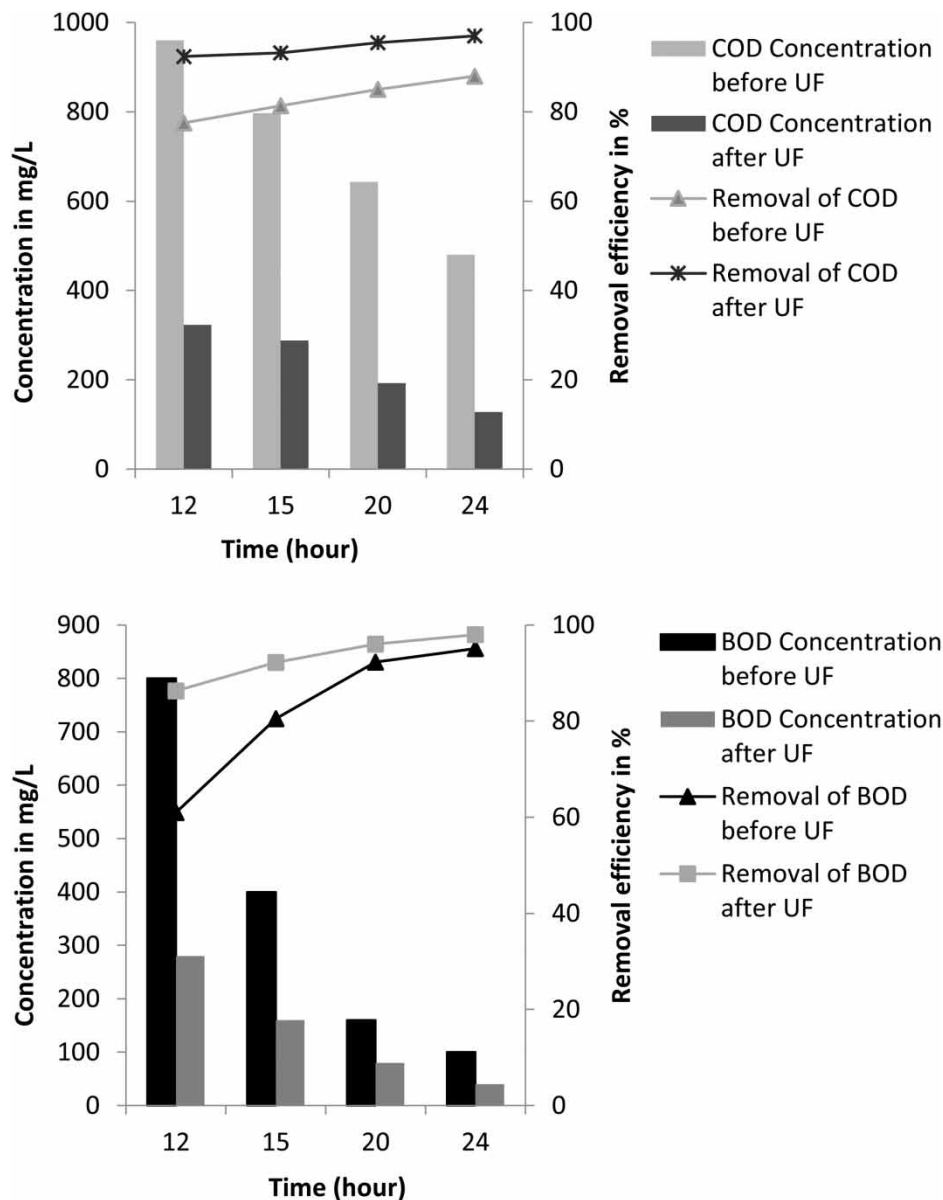 1000
800
600
400
200
0
Concentration in mg/L
100
80
60
40
20
0
Removal efficiency in %
12 15 20 24
Time (hour)
COD Concentration
before UF
COD Concentration
after UF
Removal of COD
before UF
Removal of COD
after UF
900
800
700
600
500
400
300
200
100
0
Concentration in mg/L
100
80
60
40
20
0
Removal efficiency in %
12 15 20 24
Time (hour)
BOD Concentration
before UF
BOD Concentration
after UF
Removal of BOD
before UF
Removal of BOD
after UF